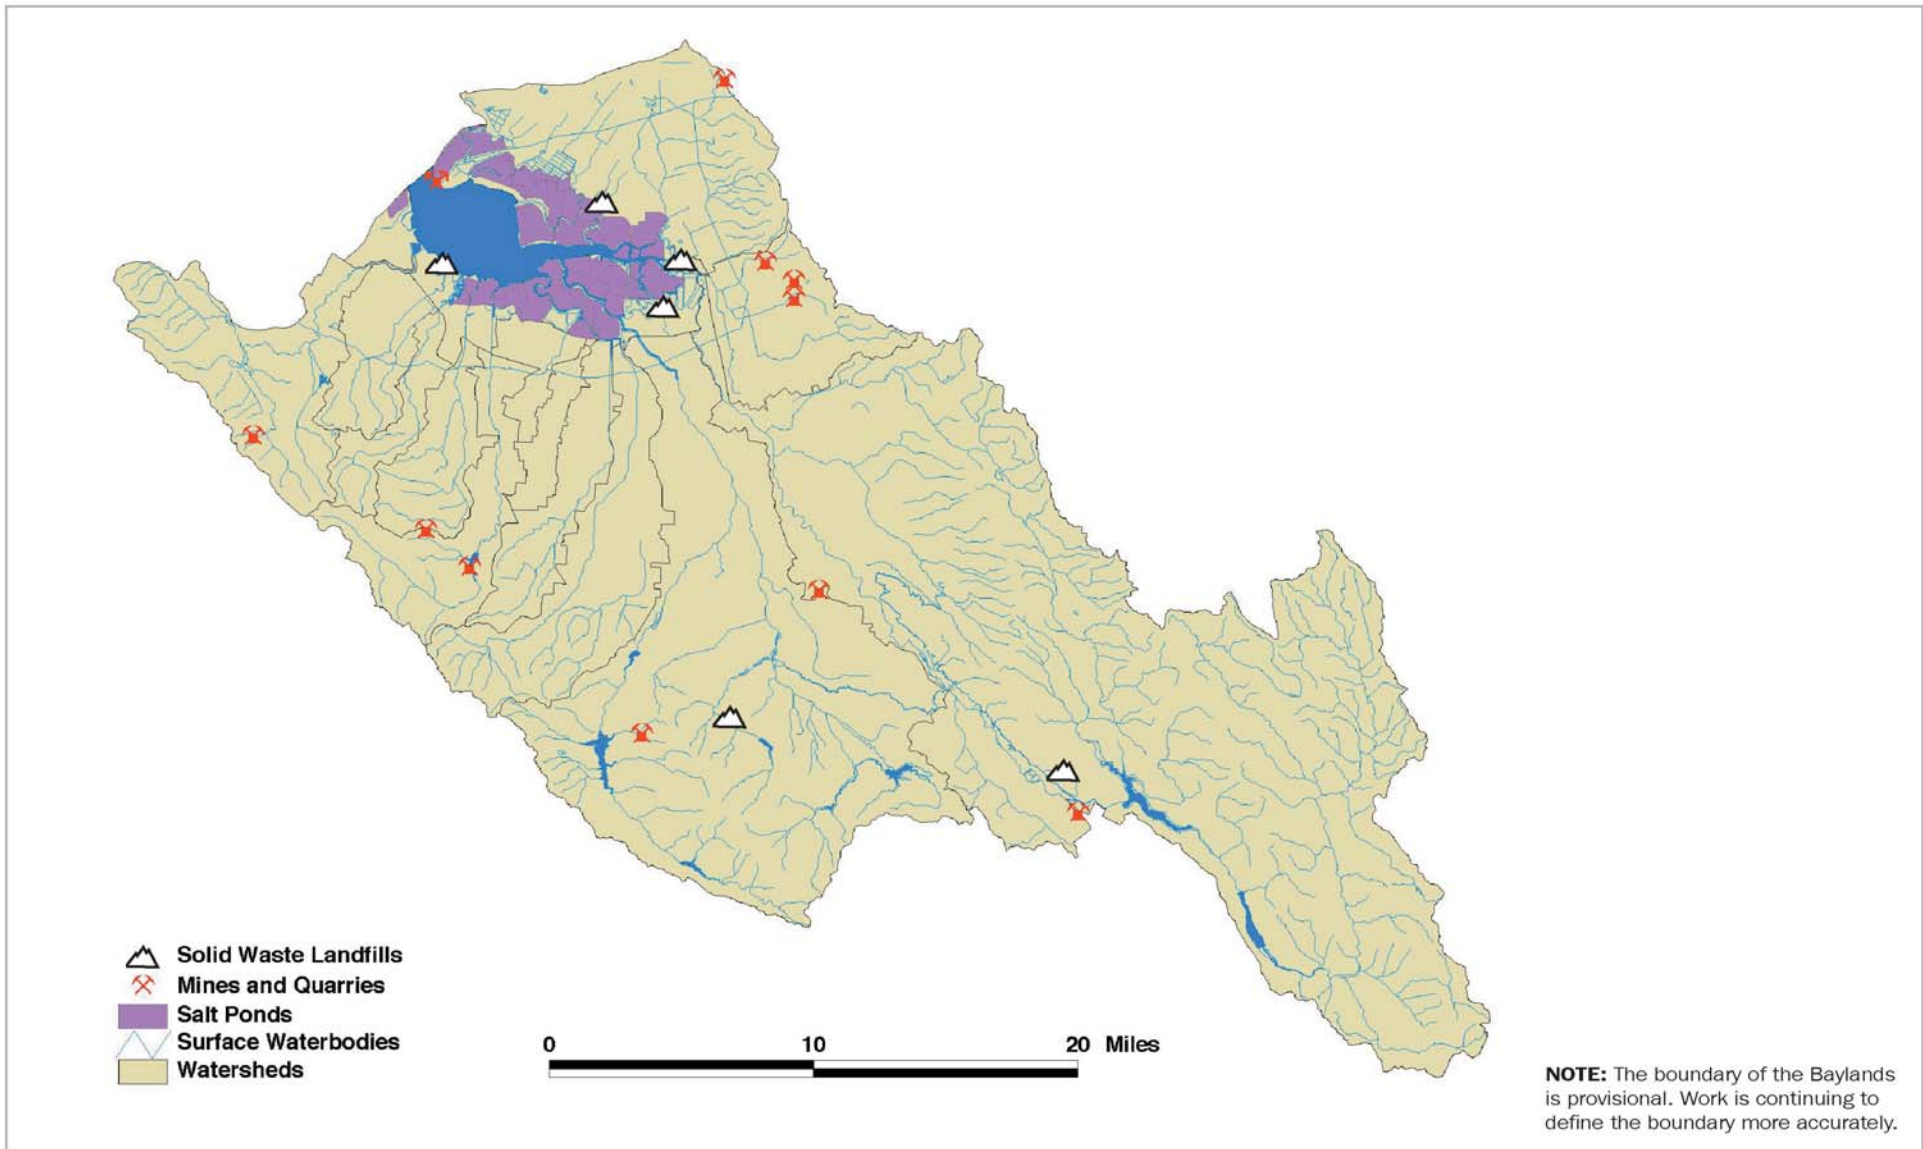 Solid Waste Landfills
Mines and Quarries
Salt Ponds
Surface Waterbodies
Watersheds
0 10 20 Miles
NOTE: The boundary of the Baylands
is provisional. Work is continuing to
define the boundary more accurately.